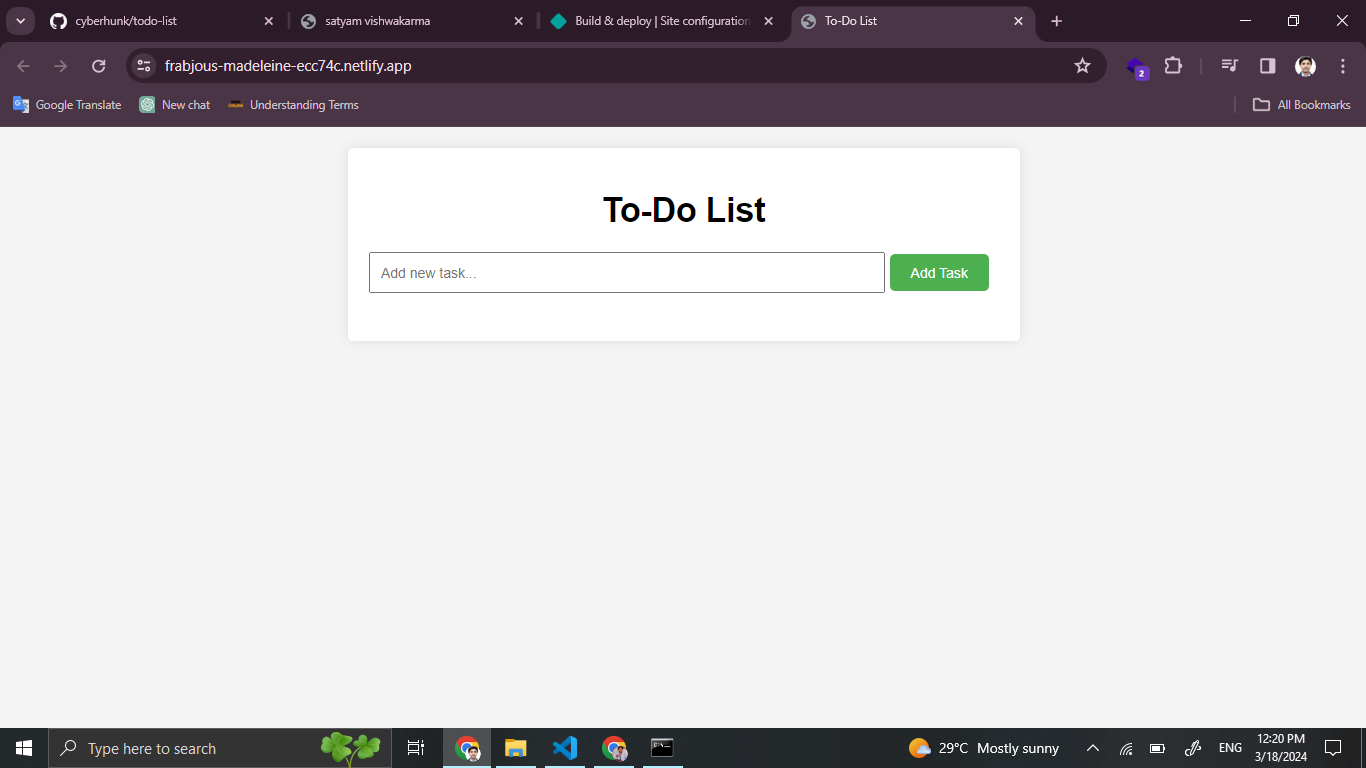 cyberhunk/todo-list
satyam vishwakarma
Build & deploy | Site configuration
To-Do List
frabjous-madeleine-ecc74c.netlify.app
2
Google Translate
New chat
Understanding Terms
All Bookmarks
To-Do List
Add new task...
Add Task
Type here to search
29°C Mostly sunny
ENG
12:20 PM
3/18/2024